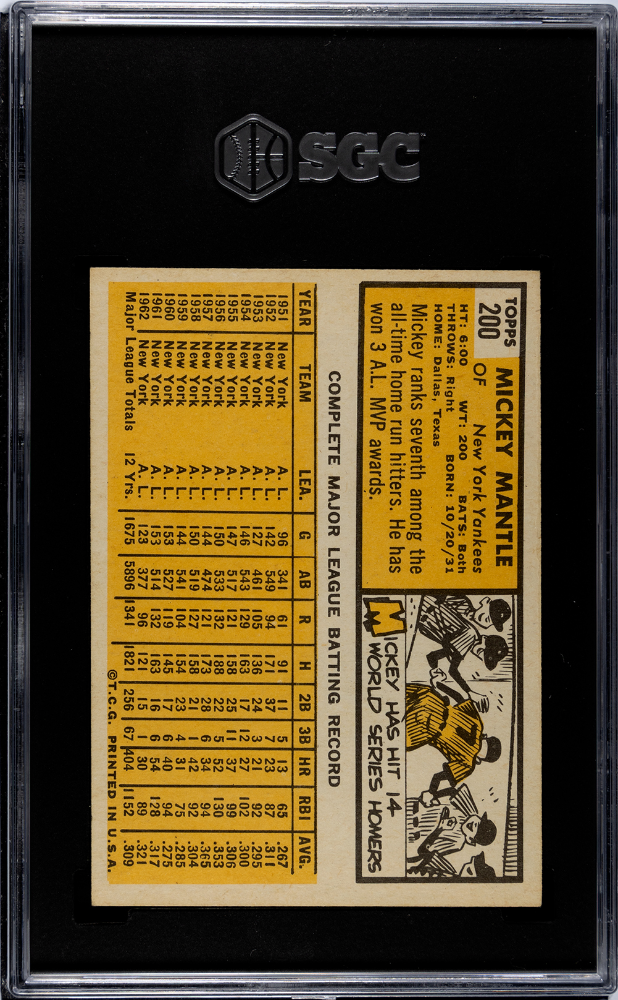 SGC
TOPPS
200
MICKEY MANTLE
OF New York Yankees
HT: 6:00 WT: 200 BATS: Both
THROWS: Right BORN: 10/20/31
HOME: Dallas, Texas
Mickey ranks seventh among the
all-time home run hitters. He has
won 3 A.L. MVP awards.
7
MICKEY HAS HIT 14
WORLD SERIES HOMERS
COMPLETE MAJOR LEAGUE BATTING RECORD
YEAR TEAM LEA. G AB R H 2B 3B HR RBI AVG.
1951 New York A. L. 96 341 61 91 11 5 13 65 .267
1952 New York A. L. 142 549 94 171 37 7 23 87 .311
1953 New York A. L. 127 461 105 136 24 3 21 92 .295
1954 New York A. L. 146 543 129 163 17 12 27 102 .300
1955 New York A. L. 147 517 121 158 25 11 37 99 .306
1956 New York A. L. 150 533 132 188 22 5 52 130 .353
1957 New York A. L. 144 474 121 173 28 6 34 94 .365
1958 New York A. L. 150 519 127 158 21 1 42 97 .304
1959 New York A. L. 144 541 104 154 23 4 31 75 .285
1960 New York A. L. 153 527 119 145 17 6 40 94 .275
1961 New York A. L. 153 514 132 163 16 6 54 128 .317
1962 New York A. L. 123 377 96 121 15 1 30 89 .321
Major League Totals 12 Yrs. 1675 5896 1341 1821 256 67 404 1152 .309
©T.C.G. PRINTED IN U.S.A.